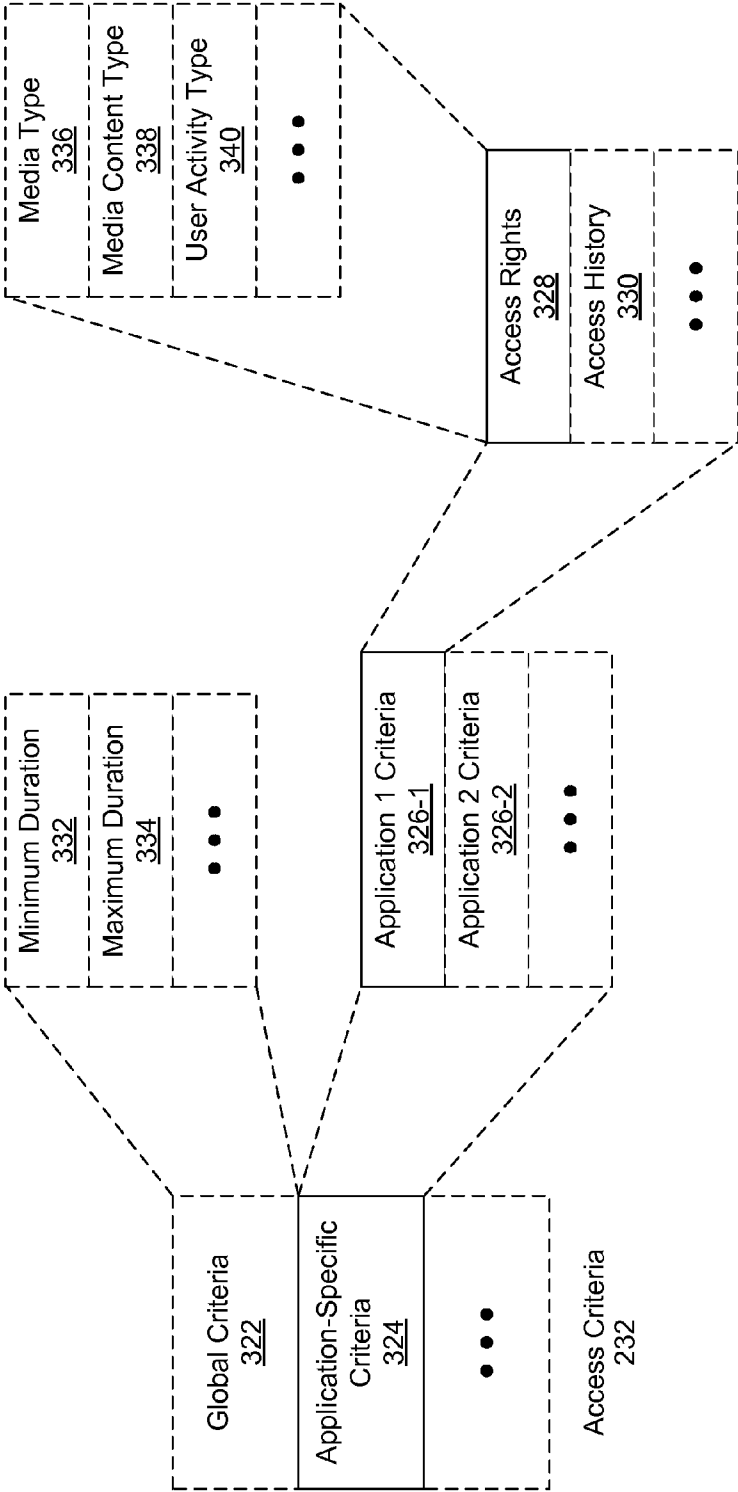 Global Criteria
322
Application-Specific
Criteria
324
Access Criteria
232
Minimum Duration
332
Maximum Duration
334
Application 1 Criteria
326-1
Application 2 Criteria
326-2
Media Type
336
Media Content Type
338
User Activity Type
340
Access Rights
328
Access History
330